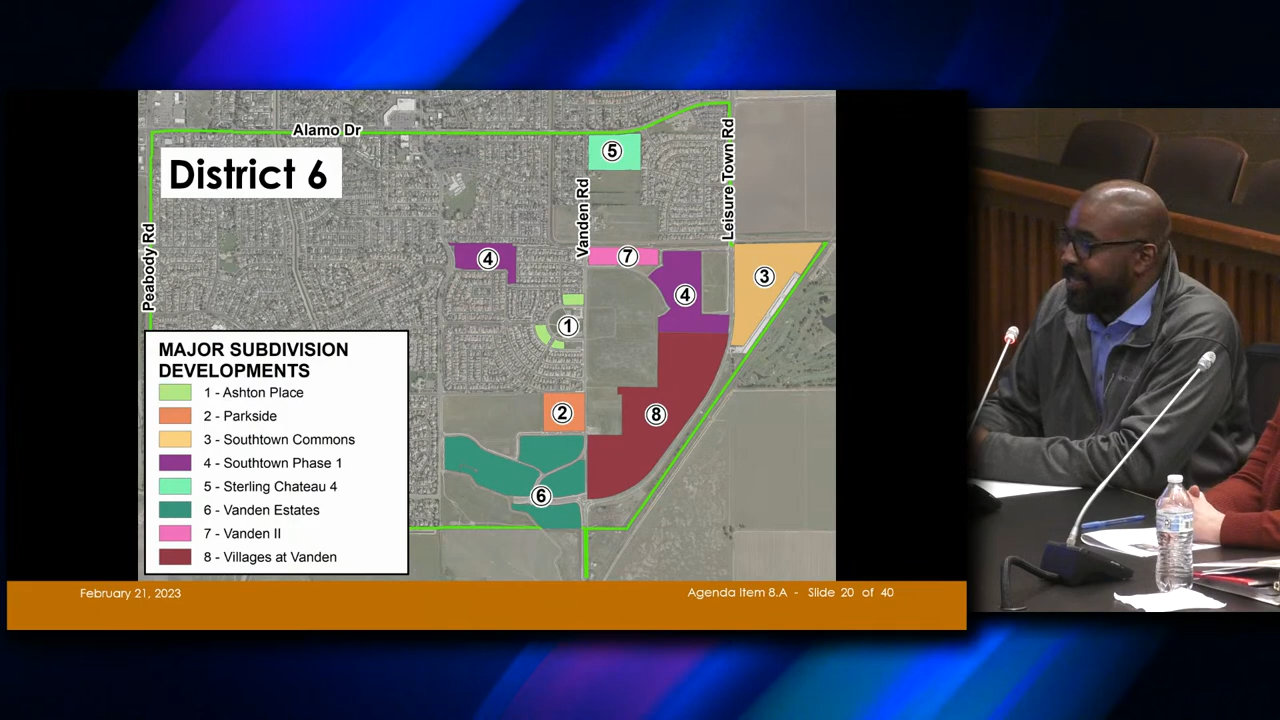 Alamo Dr
District 6
Peabody Rd
Vanden Rd
Leisure Town Rd
5
4
7
4
3
1
2
8
6
MAJOR SUBDIVISION
DEVELOPMENTS
1 - Ashton Place
2 - Parkside
3 - Southtown Commons
4 - Southtown Phase 1
5 - Sterling Chateau 4
6 - Vanden Estates
7 - Vanden II
8 - Villages at Vanden
February 21, 2023
Agenda Item 8.A - Slide 20 of 40